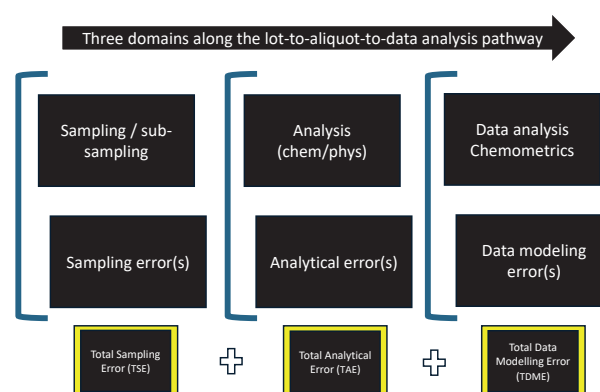 Three domains along the lot-to-aliquot-to-data analysis pathway
Sampling / sub-
sampling
Analysis
(chem/phys)
Data analysis
Chemometrics
Sampling error(s)
Analytical error(s)
Data modeling
error(s)
Total Sampling
Error (TSE)
Total Analytical
Error (TAE)
Total Data
Modelling Error
(TDME)